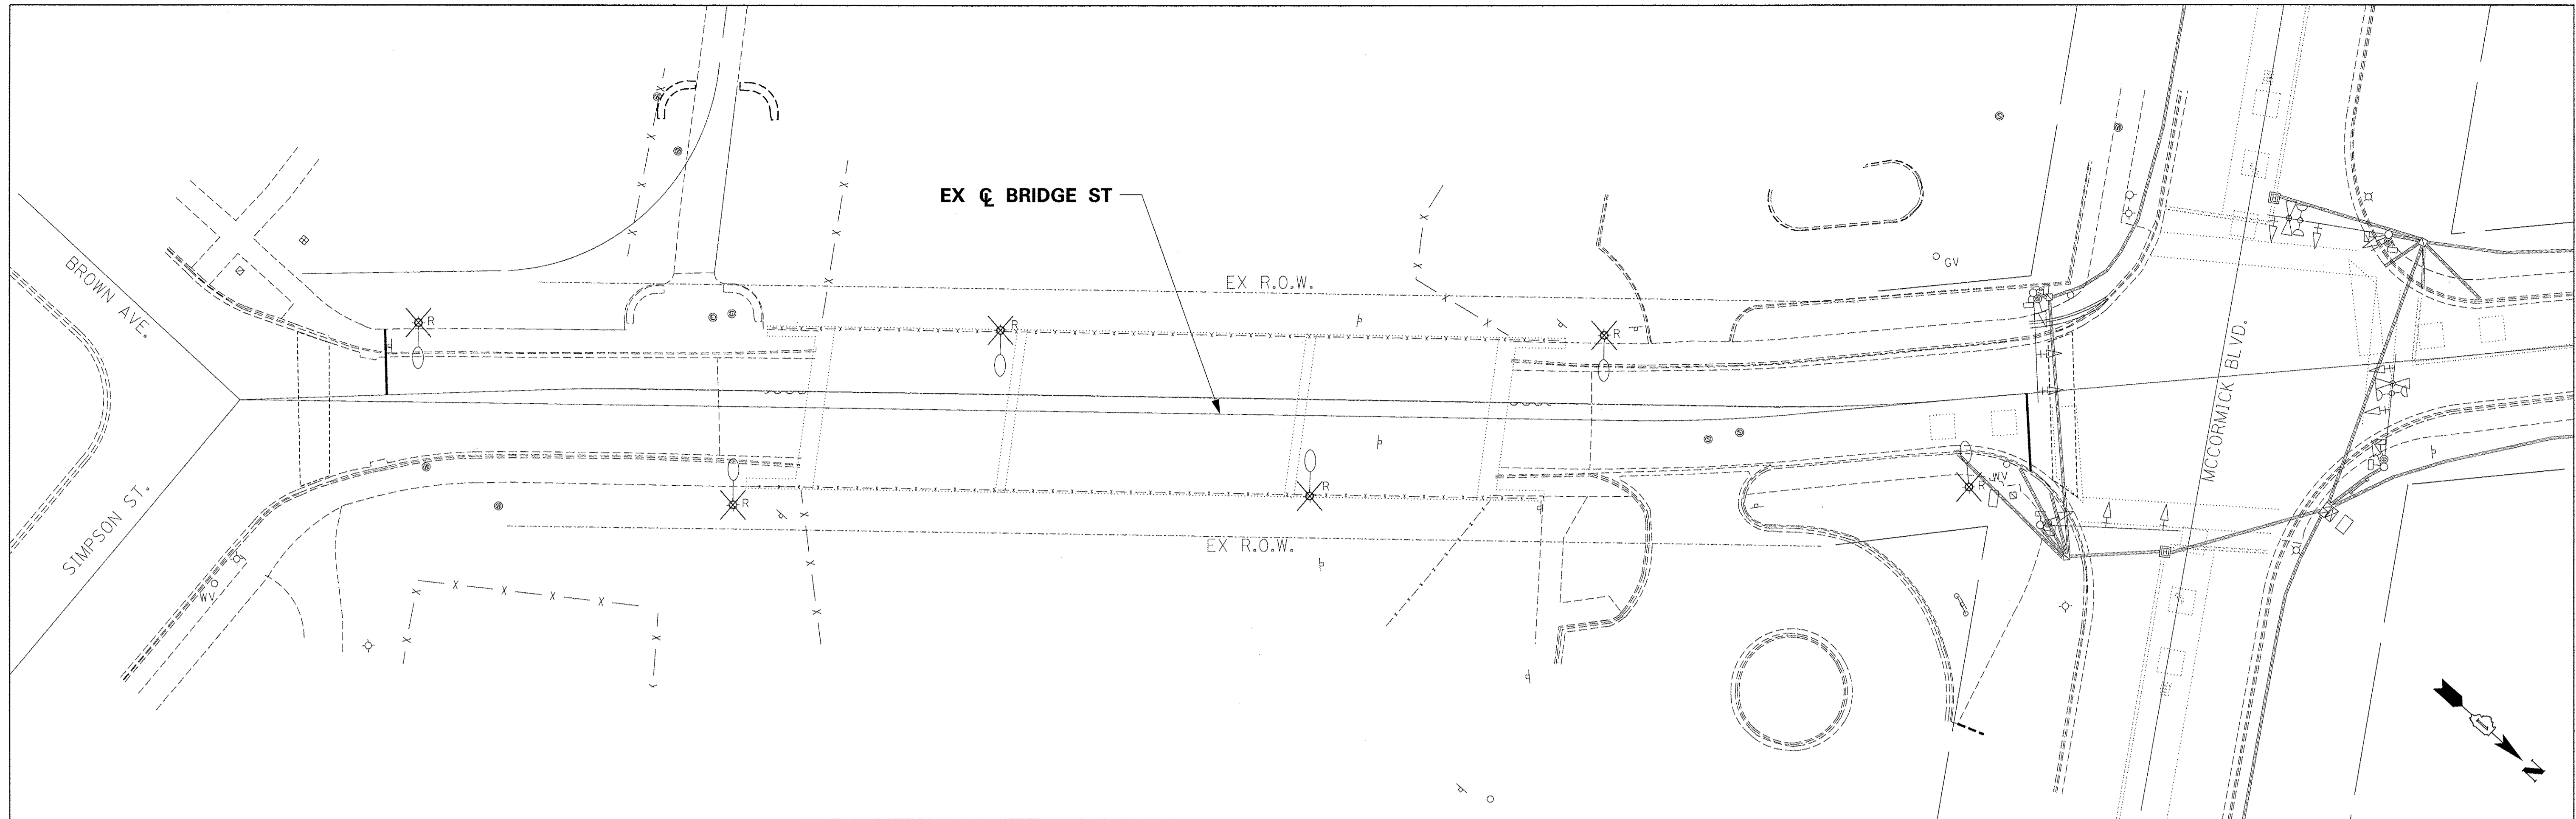 EX ℄ BRIDGE ST
EX R.O.W.
GV
BROWN AVE.
R
R
R
MCCORMICK BLVD.
WV
R
R
R
SIMPSON ST.
EX R.O.W.
WV
N